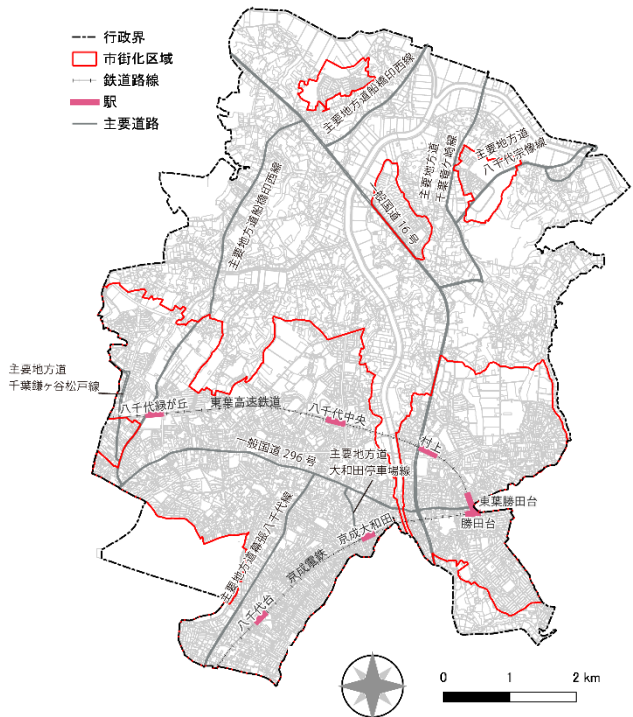 行政界
市街化区域
鉄道路線
駅
主要道路
主要地方道船橋印西線
主要地方道
八千代宗像線
主要地方道
千葉竜ケ崎線
一般国道16号
主要地方道船橋印西線
主要地方道
千葉鎌ヶ谷松戸線
八千代緑が丘
東葉高速鉄道
八千代中央
村上
一般国道296号
主要地方道
大和田停車場線
東葉勝田台
勝田台
京成大和田
京成電鉄
主要地方道幕張八千代線
八千代台
0 1 2 km